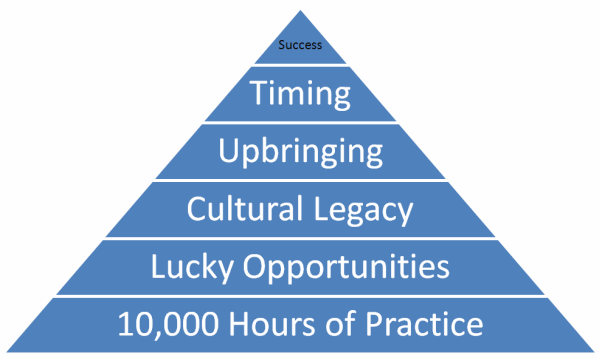 Success
Timing
Upbringing
Cultural Legacy
Lucky Opportunities
10,000 Hours of Practice